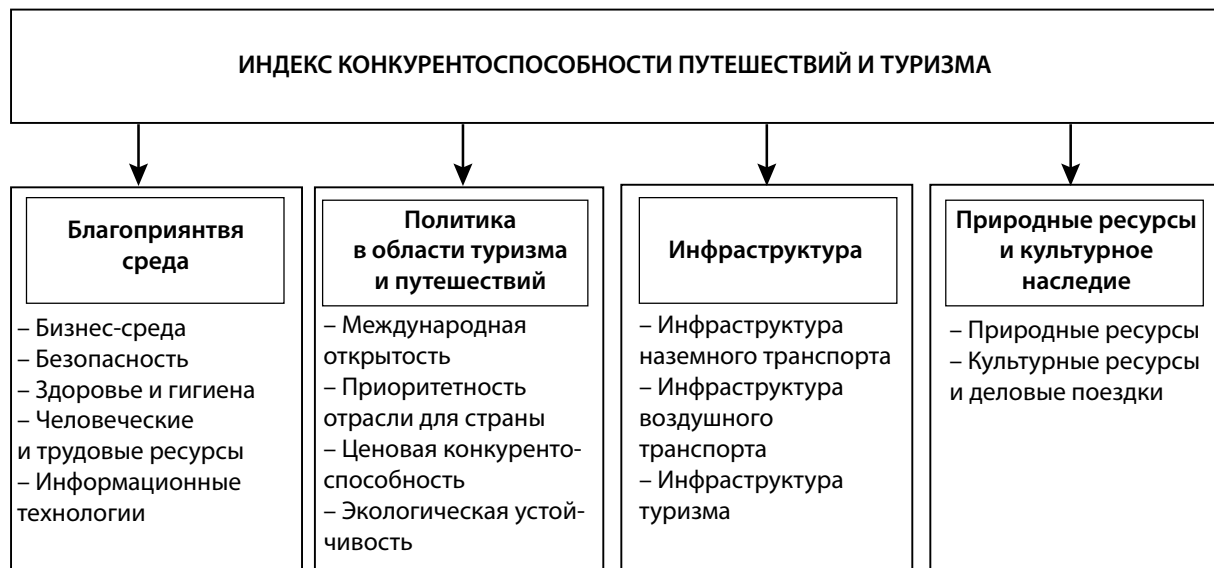 ИНДЕКС КОНКУРЕНТОСПОСОБНОСТИ ПУТЕШЕСТВИЙ И ТУРИЗМА
Благоприянтвя
среда
– Бизнес-среда
– Безопасность
– Здоровье и гигиена
– Человеческие
и трудовые ресурсы
– Информационные
технологии
Политика
в области туризма
и путешествий
– Международная
открытость
– Приоритетность
отрасли для страны
– Ценовая конкуренто-
способность
– Экологическая устой-
чивость
Инфраструктура
– Инфраструктура
наземного транспорта
– Инфраструктура
воздушного
транспорта
– Инфраструктура
туризма
Природные ресурсы
и культурное
наследие
– Природные ресурсы
– Культурные ресурсы
и деловые поездки